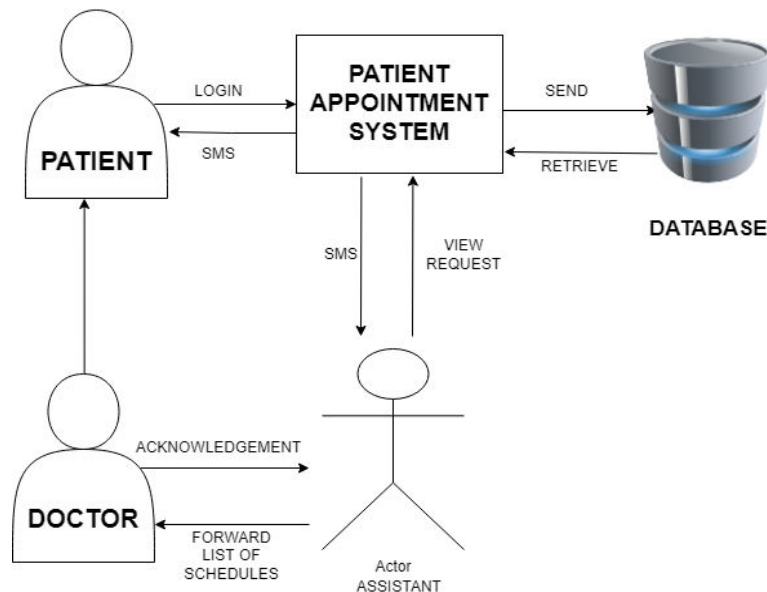 PATIENT
LOGIN
SMS
PATIENT
APPOINTMENT
SYSTEM
SEND
RETRIEVE
DATABASE
SMS
VIEW
REQUEST
DOCTOR
ACKNOWLEDGEMENT
FORWARD
LIST OF
SCHEDULES
Actor
ASSISTANT